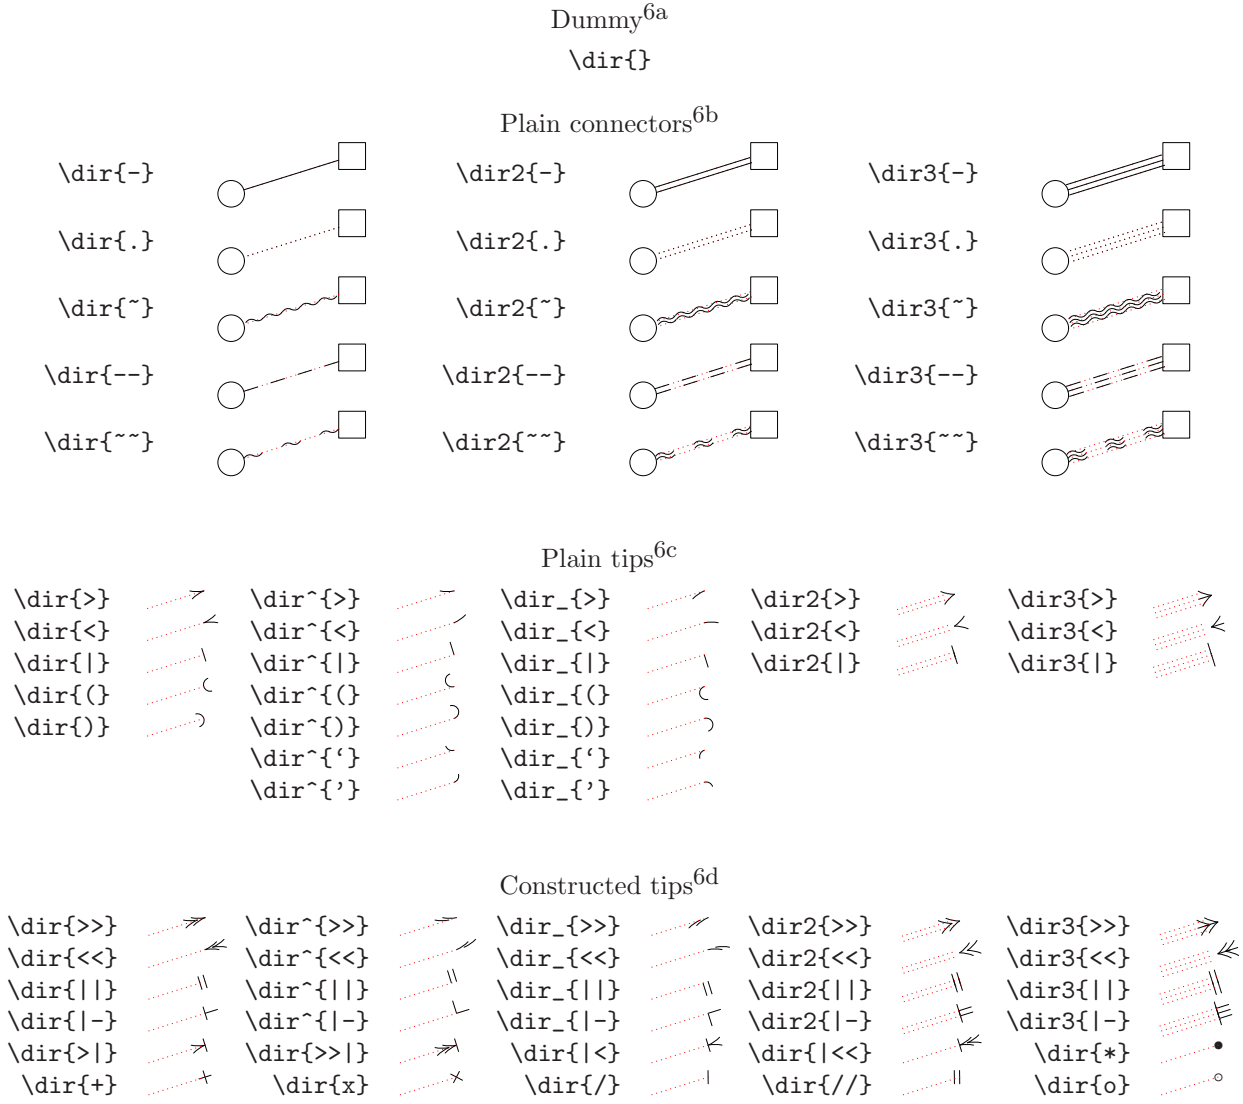 Dummy6a
\dir{}
Plain connectors6b
\dir{-} \dir2{-} \dir3{-}
\dir{.} \dir2{.} \dir3{.}
\dir{~} \dir2{~} \dir3{~}
\dir{--} \dir2{--} \dir3{--}
\dir{~~} \dir2{~~} \dir3{~~}
Plain tips6c
\dir{>} \dir^{>} \dir_{>} \dir2{>} \dir3{>}
\dir{<} \dir^{<} \dir_{<} \dir2{<} \dir3{<}
\dir{|} \dir^{|} \dir_{|} \dir2{|} \dir3{|}
\dir{(} \dir^{(} \dir_{(}
\dir{)} \dir^{)} \dir_{)}
\dir^{‘} \dir_{‘}
\dir^{’} \dir_{’}
Constructed tips6d
\dir{>>} \dir^{>>} \dir_{>>} \dir2{>>} \dir3{>>}
\dir{<<} \dir^{<<} \dir_{<<} \dir2{<<} \dir3{<<}
\dir{||} \dir^{||} \dir_{||} \dir2{||} \dir3{||}
\dir{|-} \dir^{|-} \dir_{|-} \dir2{|-} \dir3{|-}
\dir{>|} \dir{>>|} \dir{|<} \dir{|<<} \dir{*}
\dir{+} \dir{x} \dir{/} \dir{//} \dir{o}